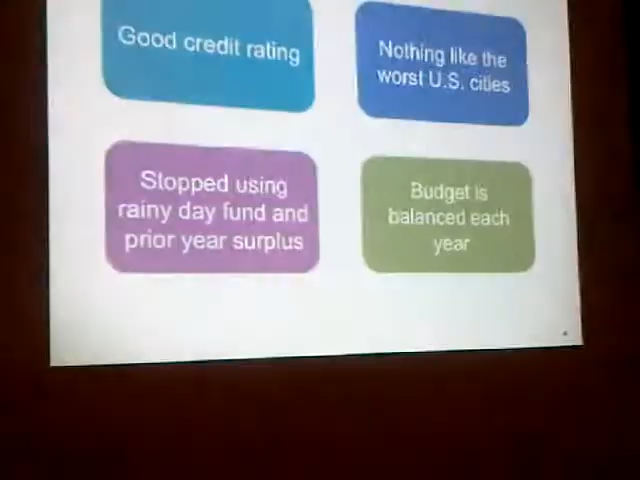 Good credit rating
Nothing like the
worst U.S. cities
Stopped using
rainy day fund and
prior year surplus
Budget is
balanced each
year